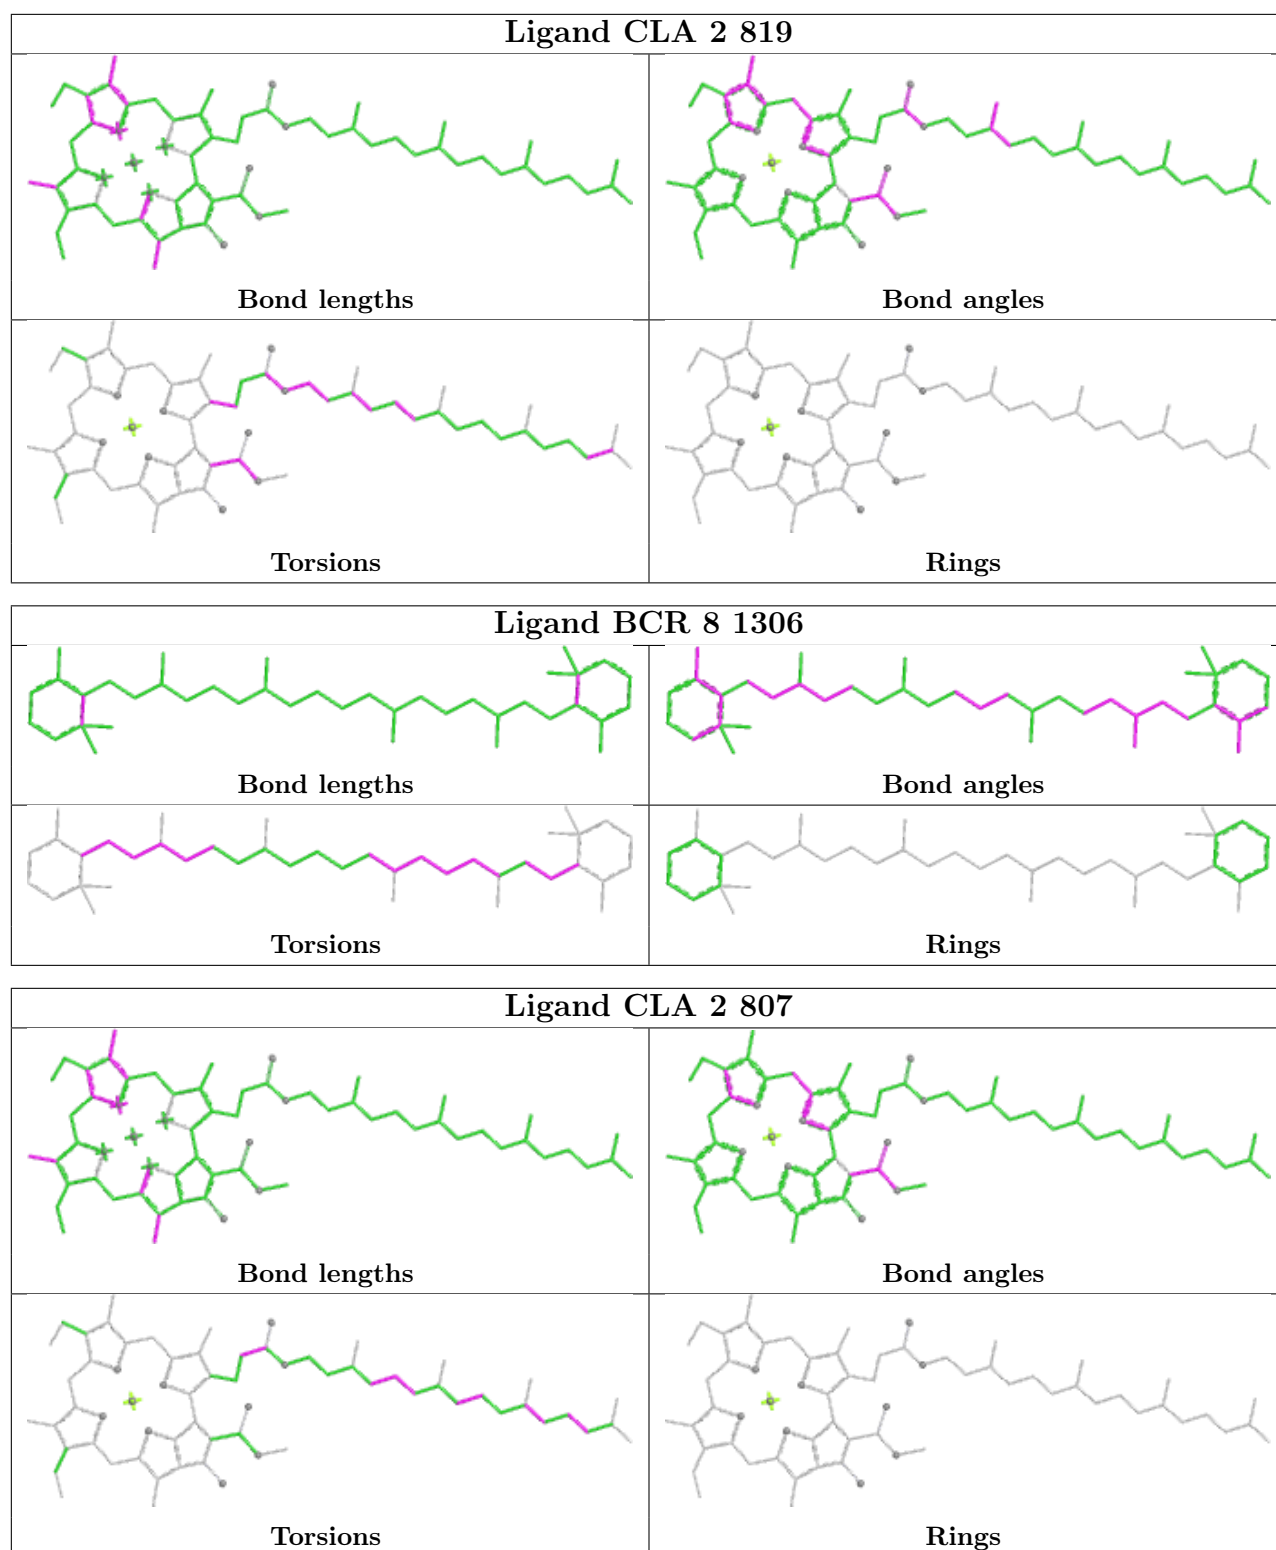 Ligand CLA 2 819
Bond lengths
Bond angles
Torsions
Rings
Ligand BCR 8 1306
Bond lengths
Bond angles
Torsions
Rings
Ligand CLA 2 807
Bond lengths
Bond angles
Torsions
Rings